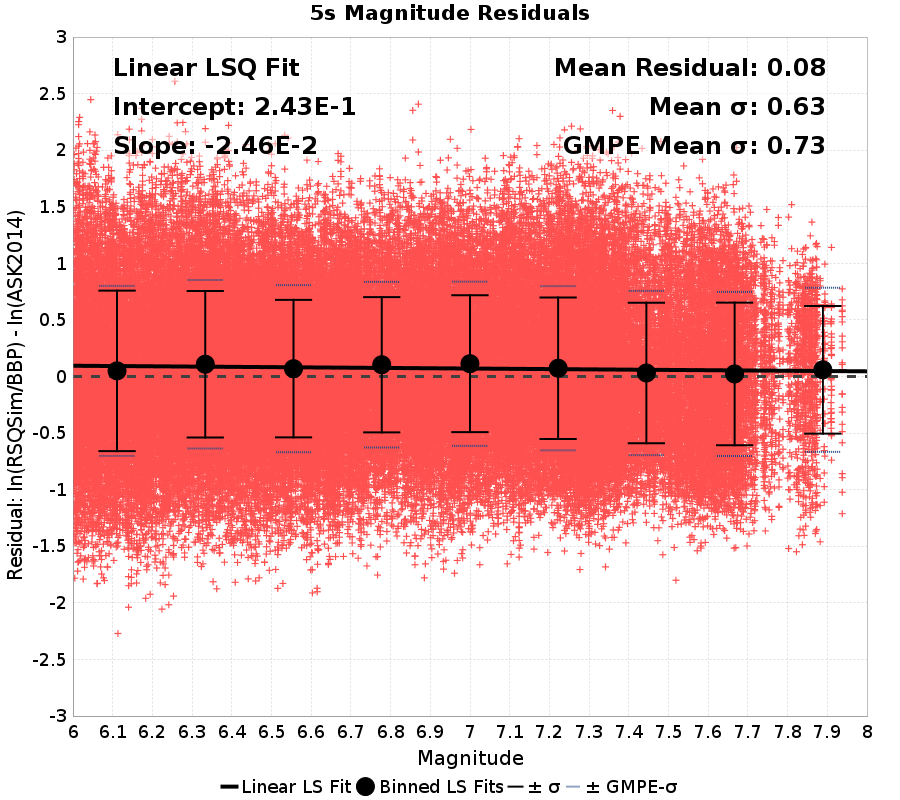 5s Magnitude Residuals
Linear LSQ Fit
Intercept: 2.43E-1
Slope: -2.46E-2
Mean Residual: 0.08
Mean σ: 0.63
GMPE Mean σ: 0.73
Residual: ln(RSQSim/BBP) - ln(ASK2014)
3
2.5
2
1.5
1
0.5
0
-0.5
-1
-1.5
-2
-2.5
-3
6 6.1 6.2 6.3 6.4 6.5 6.6 6.7 6.8 6.9 7 7.1 7.2 7.3 7.4 7.5 7.6 7.7 7.8 7.9 8
Magnitude
Linear LS Fit Binned LS Fits ± σ ± GMPE-σ